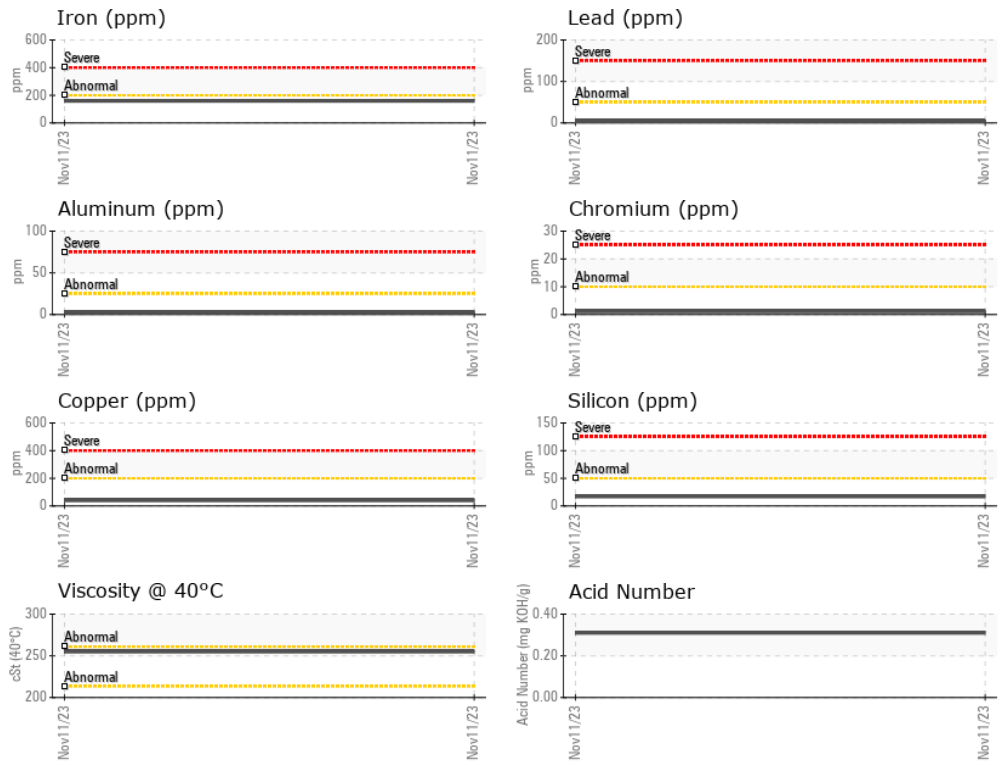 Iron (ppm)
600
400
200
0
ppm
Severe
Abnormal
Nov11/23
Nov11/23
Lead (ppm)
200
100
0
ppm
Severe
Abnormal
Nov11/23
Nov11/23
Aluminum (ppm)
100
50
0
ppm
Severe
Abnormal
Nov11/23
Nov11/23
Chromium (ppm)
30
20
10
0
ppm
Severe
Abnormal
Nov11/23
Nov11/23
Copper (ppm)
600
400
200
0
ppm
Severe
Abnormal
Nov11/23
Nov11/23
Silicon (ppm)
150
100
50
0
ppm
Severe
Abnormal
Nov11/23
Nov11/23
Viscosity @ 40°C
300
250
200
cSt (40°C)
Abnormal
Abnormal
Nov11/23
Nov11/23
Acid Number
0.40
0.20
0.00
Acid Number (mg KOH/g)
Nov11/23
Nov11/23